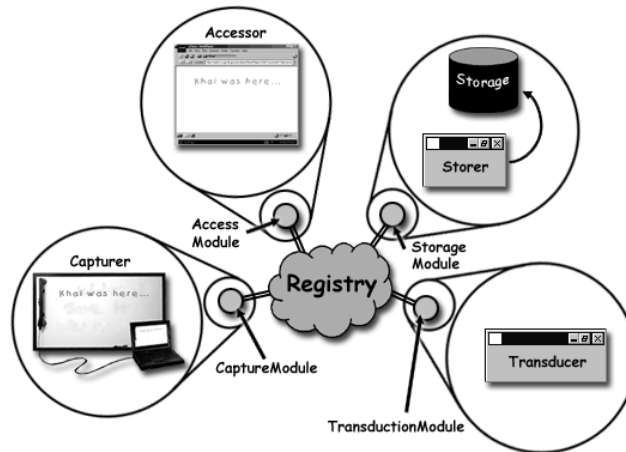 Accessor
Khai was here...
Storage
Storer
Access
Module
Storage
Module
Capturer
Khai was here...
Registry
CaptureModule
Transducer
TransductionModule